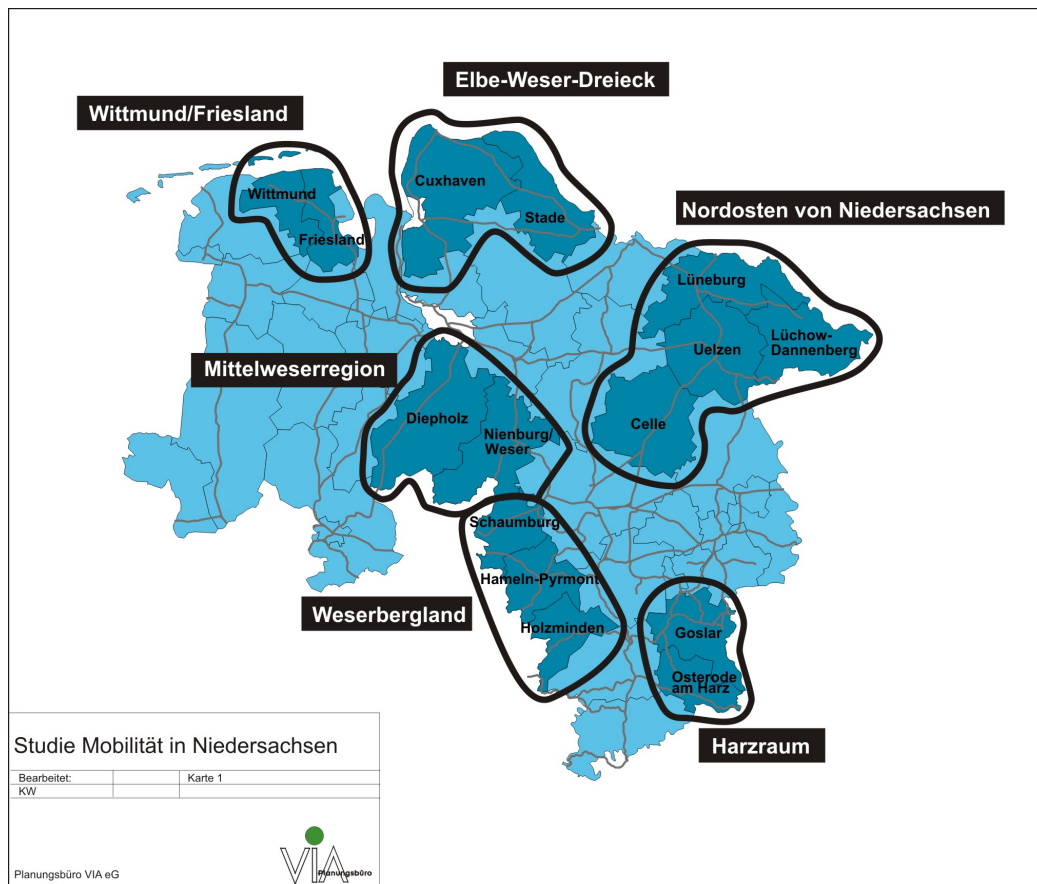 Elbe-Weser-Dreieck
Wittmund/Friesland
Cuxhaven
Wittmund
Stade
Nordosten von Niedersachsen
Friesland
Lüneburg
Lüchow-
Dannenberg
Uelzen
Mittelweserregion
Diepholz
Celle
Nienburg/
Weser
Schaumburg
Hameln-Pyrmont
Weserbergland
Holzminden
Goslar
Osterode
am Harz
Harzraum
Studie Mobilität in Niedersachsen
Bearbeitet: Karte 1
KW
VIA
Planungsbüro
Planungsbüro VIA eG